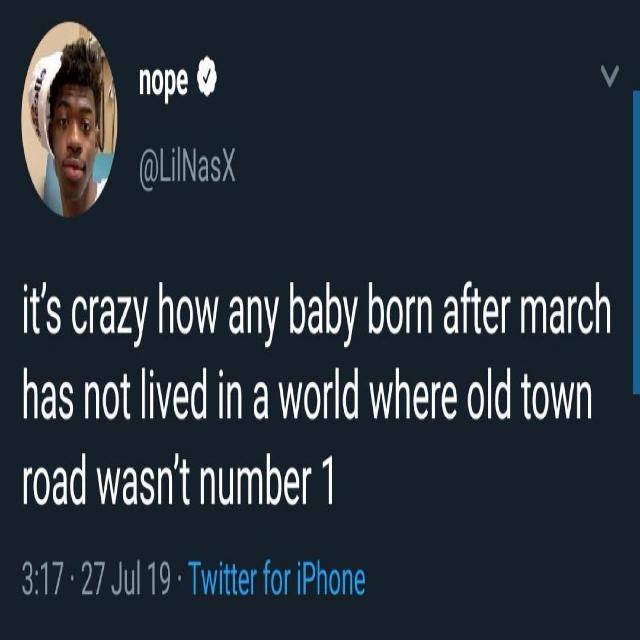 nope
@LilNasX
it's crazy how any baby born after march
has not lived in a world where old town
road wasn't number 1
3:17 · 27 Jul 19 · Twitter for iPhone